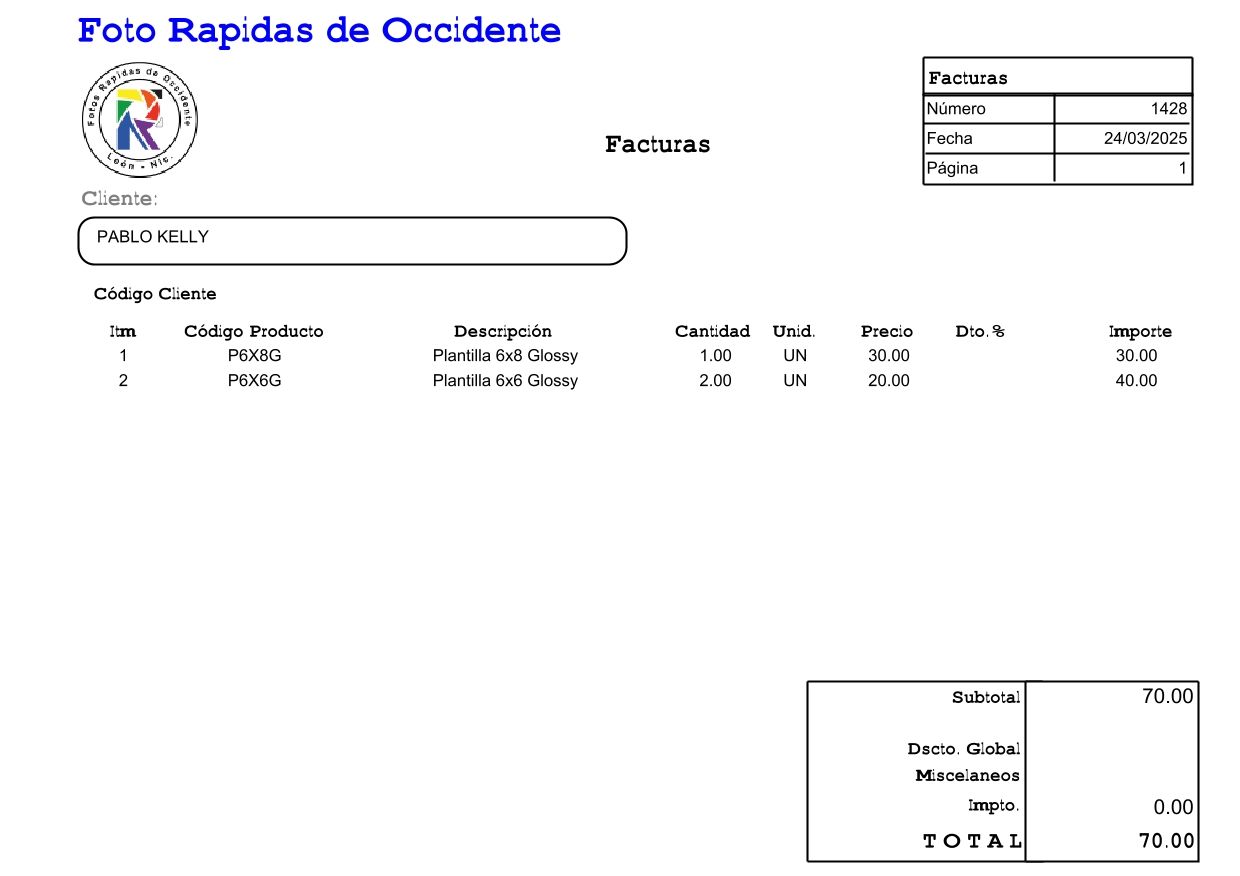 Foto Rapidas de Occidente
Fotos Rapidas de Occidente
León - Nic.
Facturas
Facturas
Número 1428
Fecha 24/03/2025
Página 1
Cliente:
PABLO KELLY
Código Cliente
Itm Código Producto Descripción Cantidad Unid. Precio Dto.% Importe
1 P6X8G Plantilla 6x8 Glossy 1.00 UN 30.00 30.00
2 P6X6G Plantilla 6x6 Glossy 2.00 UN 20.00 40.00
Subtotal 70.00
Dscto. Global
Miscelaneos
Impto. 0.00
TOTAL 70.00